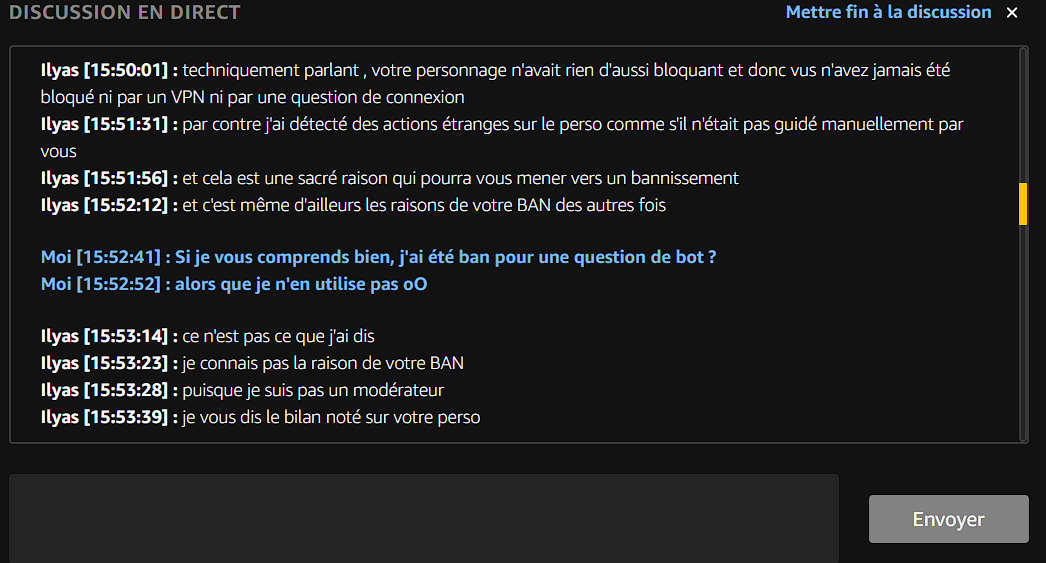 DISCUSSION EN DIRECT
Mettre fin à la discussion ×
Ilyas [15:50:01] : techniquement parlant , votre personnage n'avait rien d'aussi bloquant et donc vus n'avez jamais été
bloqué ni par un VPN ni par une question de connexion
Ilyas [15:51:31] : par contre j'ai détecté des actions étranges sur le perso comme s'il n'était pas guidé manuellement par
vous
Ilyas [15:51:56] : et cela est une sacré raison qui pourra vous mener vers un bannissement
Ilyas [15:52:12] : et c'est même d'ailleurs les raisons de votre BAN des autres fois
Moi [15:52:41] : Si je vous comprends bien, j'ai été ban pour une question de bot ?
Moi [15:52:52] : alors que je n'en utilise pas oO
Ilyas [15:53:14] : ce n'est pas ce que j'ai dis
Ilyas [15:53:23] : je connais pas la raison de votre BAN
Ilyas [15:53:28] : puisque je suis pas un modérateur
Ilyas [15:53:39] : je vous dis le bilan noté sur votre perso
Envoyer